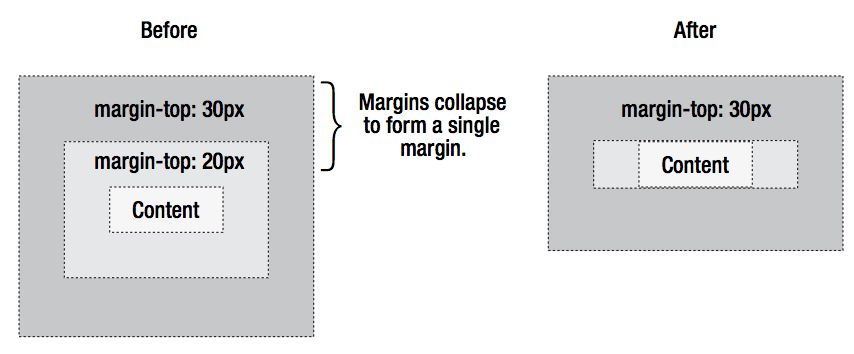 Before
After
margin-top: 30px
Margins collapse
to form a single
margin.
margin-top: 20px
Content
margin-top: 30px
Content